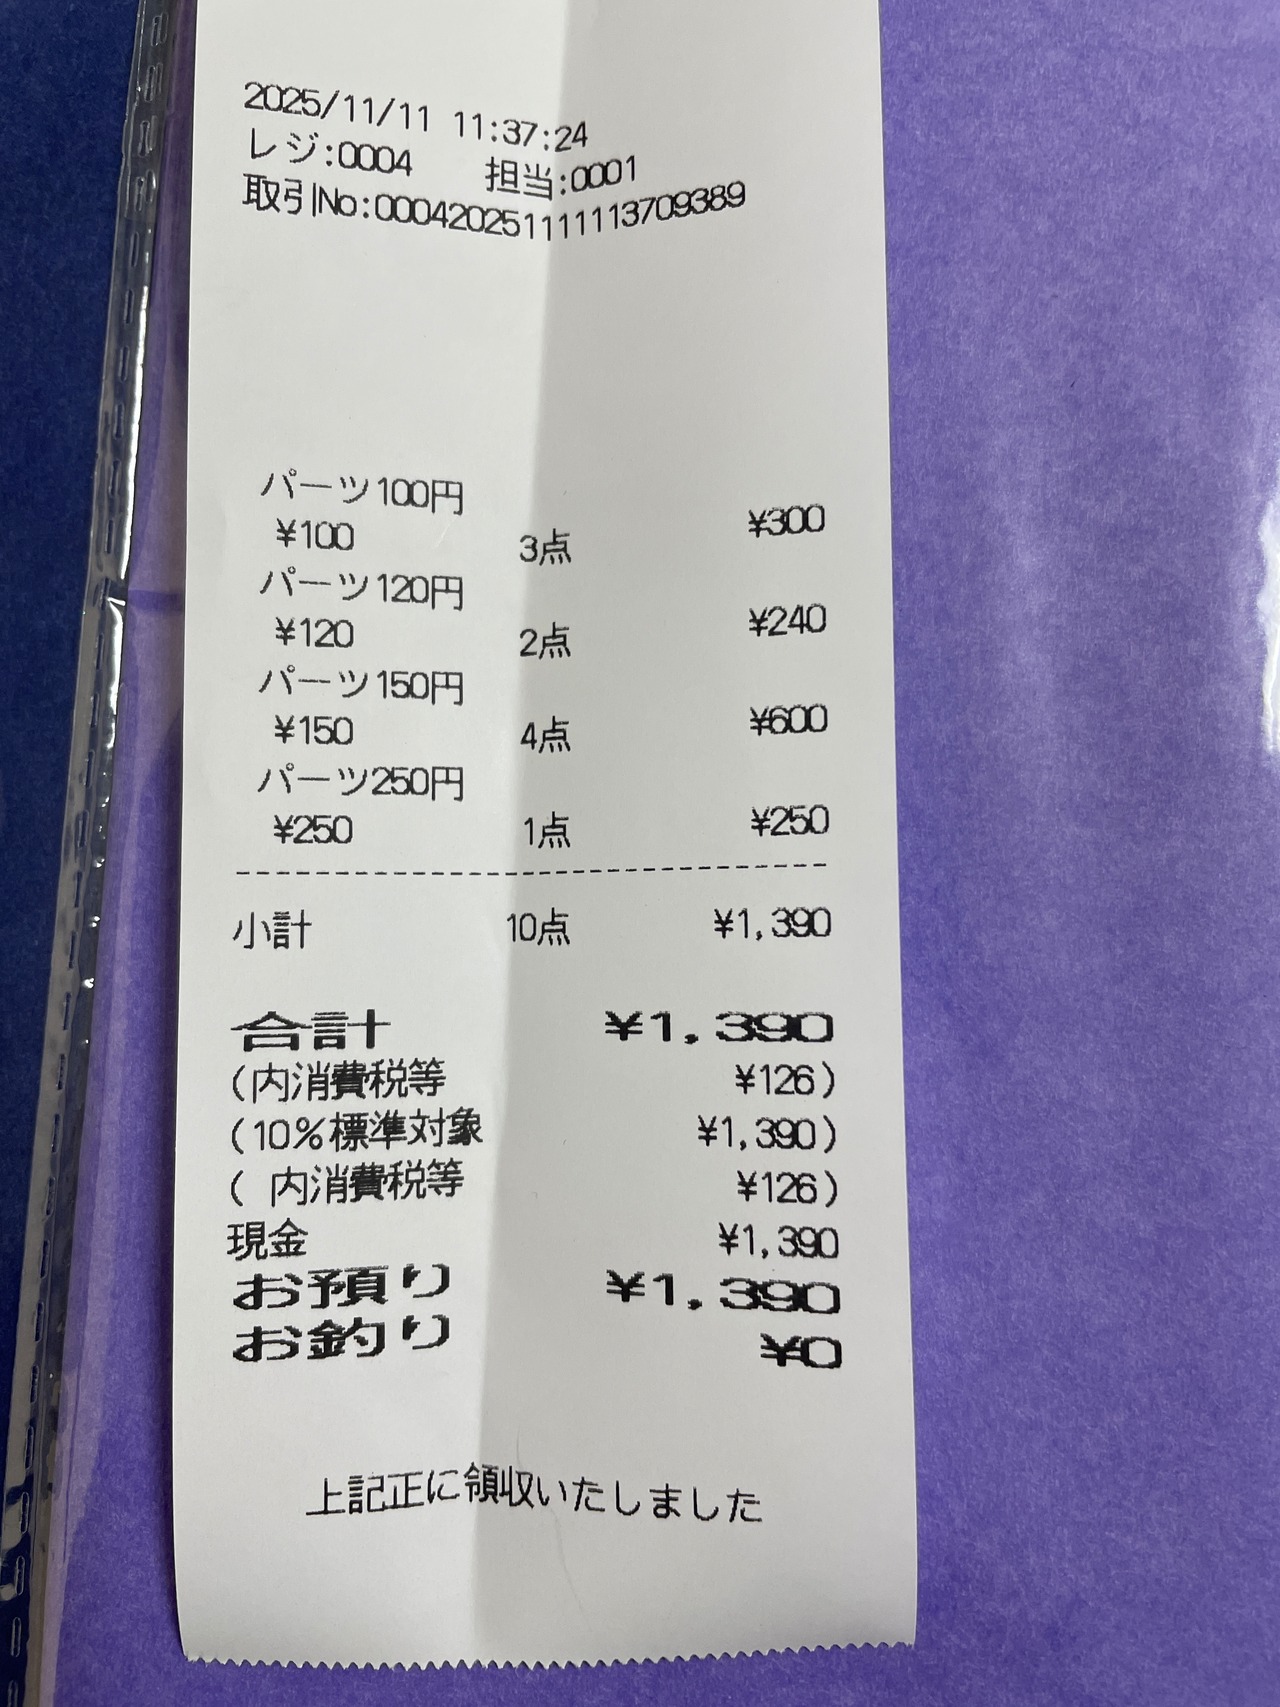 2025/11/11 11:37:24
レジ:0004 担当:0001
取引No:000420251111113709389
パーツ100円
¥100 3点 ¥300
パーツ120円
¥120 2点 ¥240
パーツ150円
¥150 4点 ¥600
パーツ250円
¥250 1点 ¥250
小計 10点 ¥1,390
合計 ¥1,390
(内消費税等 ¥126)
(10%標準対象 ¥1,390)
( 内消費税等 ¥126)
現金 ¥1,390
お預り ¥1,390
お釣り ¥0
上記正に領収いたしました